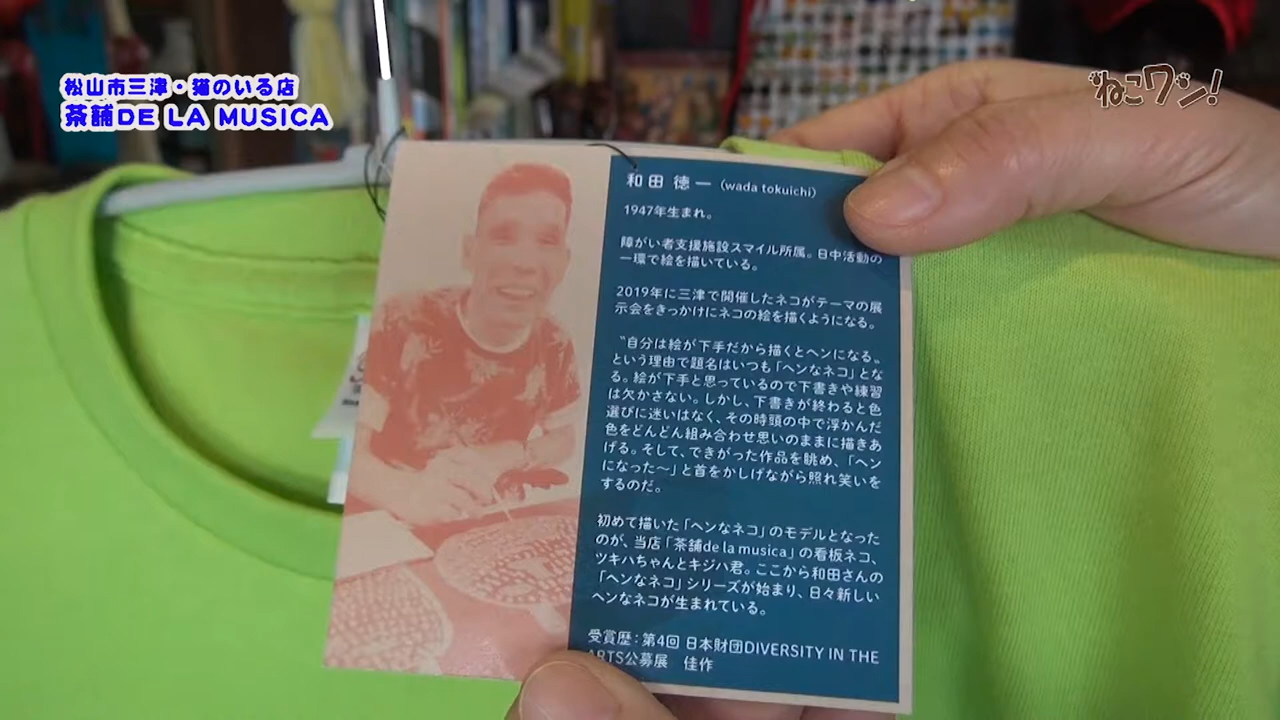 松山市三津・猫のいる店
茶舗DE LA MUSICA
ねこワン!
和田 徳一（wada tokuichi）
1947年生まれ。
障がい者支援施設スマイル所属。日中活動の
一環で絵を描いている。
2019年に三津で開催したネコがテーマの展
示会をきっかけにネコの絵を描くようになる。
〝自分は絵が下手だから描くとヘンになる〟
という理由で題名はいつも「ヘンなネコ」とな
る。絵が下手と思っているので下書きや練習
は欠かさない。しかし、下書きが終わると色
選びに迷いはなく、その時頭の中で浮かんだ
色をどんどん組み合わせ思いのままに描きあ
げる。そして、できがった作品を眺め、「ヘン
になった～」と首をかしげながら照れ笑いを
するのだ。
初めて描いた「ヘンなネコ」のモデルとなった
のが、当店「茶舗de la musica」の看板ネコ、
ツキハちゃんとキジハ君。ここから和田さんの
「ヘンなネコ」シリーズが始まり、日々新しい
ヘンなネコが生まれている。
受賞歴：第4回 日本財団DIVERSITY IN THE
ARTS公募展　佳作